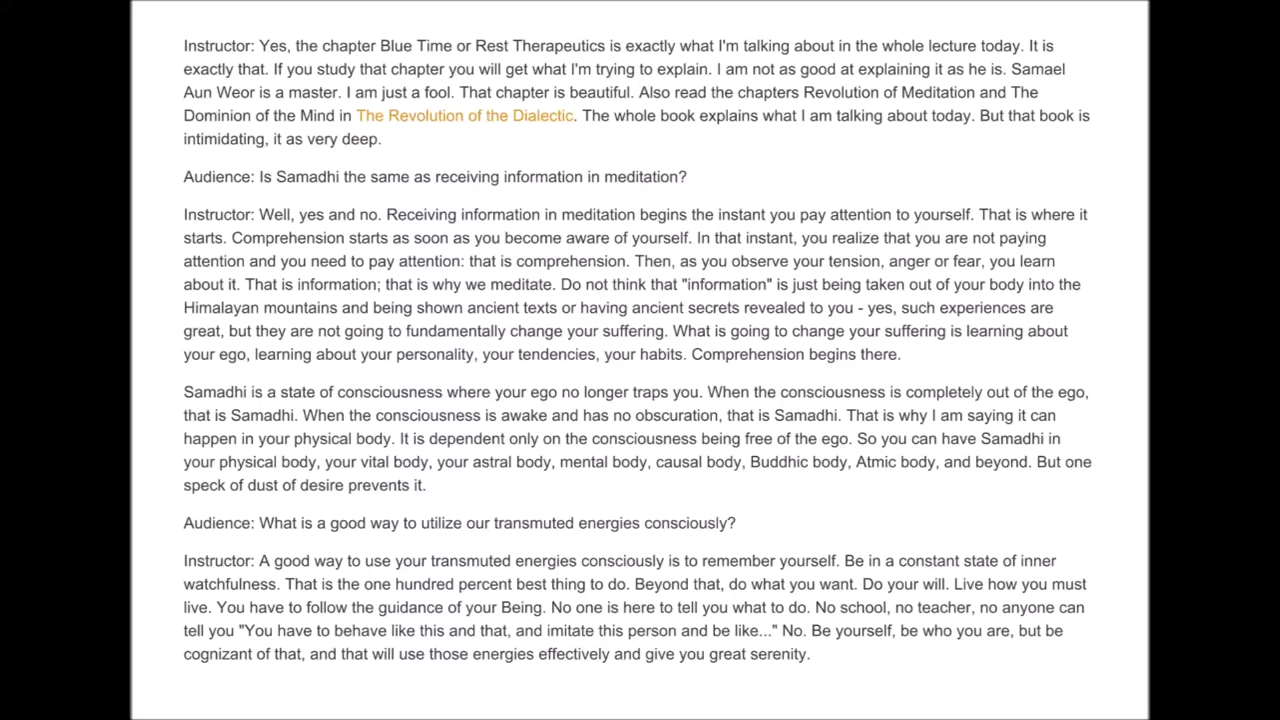 Instructor: Yes, the chapter Blue Time or Rest Therapeutics is exactly what I'm talking about in the whole lecture today. It is
exactly that. If you study that chapter you will get what I'm trying to explain. I am not as good at explaining it as he is. Samael
Aun Weor is a master. I am just a fool. That chapter is beautiful. Also read the chapters Revolution of Meditation and The
Dominion of the Mind in The Revolution of the Dialectic. The whole book explains what I am talking about today. But that book is
intimidating, it as very deep.
Audience: Is Samadhi the same as receiving information in meditation?
Instructor: Well, yes and no. Receiving information in meditation begins the instant you pay attention to yourself. That is where it
starts. Comprehension starts as soon as you become aware of yourself. In that instant, you realize that you are not paying
attention and you need to pay attention: that is comprehension. Then, as you observe your tension, anger or fear, you learn
about it. That is information; that is why we meditate. Do not think that "information" is just being taken out of your body into the
Himalayan mountains and being shown ancient texts or having ancient secrets revealed to you - yes, such experiences are
great, but they are not going to fundamentally change your suffering. What is going to change your suffering is learning about
your ego, learning about your personality, your tendencies, your habits. Comprehension begins there.
Samadhi is a state of consciousness where your ego no longer traps you. When the consciousness is completely out of the ego,
that is Samadhi. When the consciousness is awake and has no obscuration, that is Samadhi. That is why I am saying it can
happen in your physical body. It is dependent only on the consciousness being free of the ego. So you can have Samadhi in
your physical body, your vital body, your astral body, mental body, causal body, Buddhic body, Atmic body, and beyond. But one
speck of dust of desire prevents it.
Audience: What is a good way to utilize our transmuted energies consciously?
Instructor: A good way to use your transmuted energies consciously is to remember yourself. Be in a constant state of inner
watchfulness. That is the one hundred percent best thing to do. Beyond that, do what you want. Do your will. Live how you must
live. You have to follow the guidance of your Being. No one is here to tell you what to do. No school, no teacher, no anyone can
tell you "You have to behave like this and that, and imitate this person and be like..." No. Be yourself, be who you are, but be
cognizant of that, and that will use those energies effectively and give you great serenity.